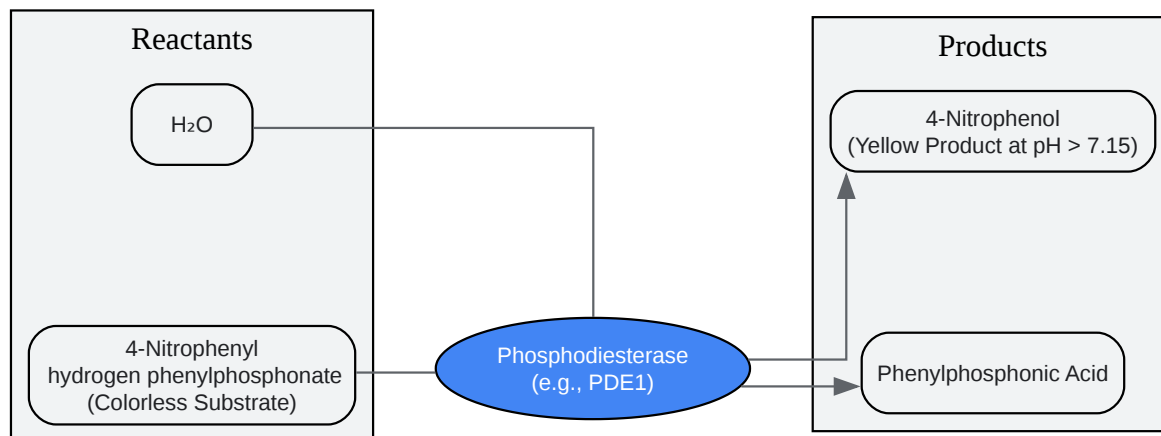 Reactants
H₂O
4-Nitrophenyl
hydrogen phenylphosphonate
(Colorless Substrate)
Phosphodiesterase
(e.g., PDE1)
Products
4-Nitrophenol
(Yellow Product at pH > 7.15)
Phenylphosphonic Acid